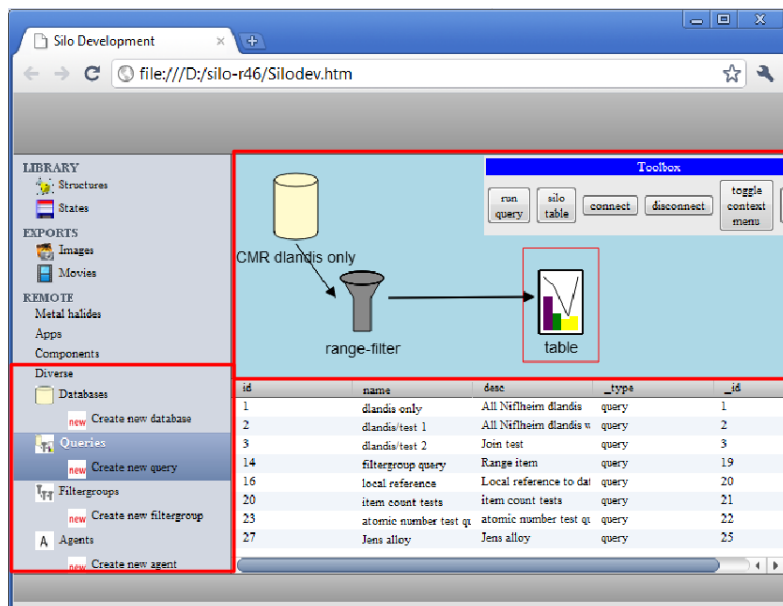 Silo Development
file:///D:/silo-r46/Silodev.htm
LIBRARY
Structures
States
EXPORTS
Images
Movies
REMOTE
Metal halides
Apps
Components
Diverse
Databases
new Create new database
Queries
new Create new query
Filtergroups
new Create new filtergroup
A Agents
new Create new agent
Toolbox
run query
silo table
connect
disconnect
toggle context menu
CMR dlandis only
range-filter
table
id name desc _type _id
1 dlandis only All Niflheim dlandis query 1
2 dlandis/test 1 All Niflheim dlandis w query 2
3 dlandis/test 2 Join test query 3
14 filtergroup query Range item query 19
16 local reference Local reference to dat query 20
20 item count tests item count tests query 21
23 atomic number test qu atomic number test qu query 22
27 Jens alloy Jens alloy query 25